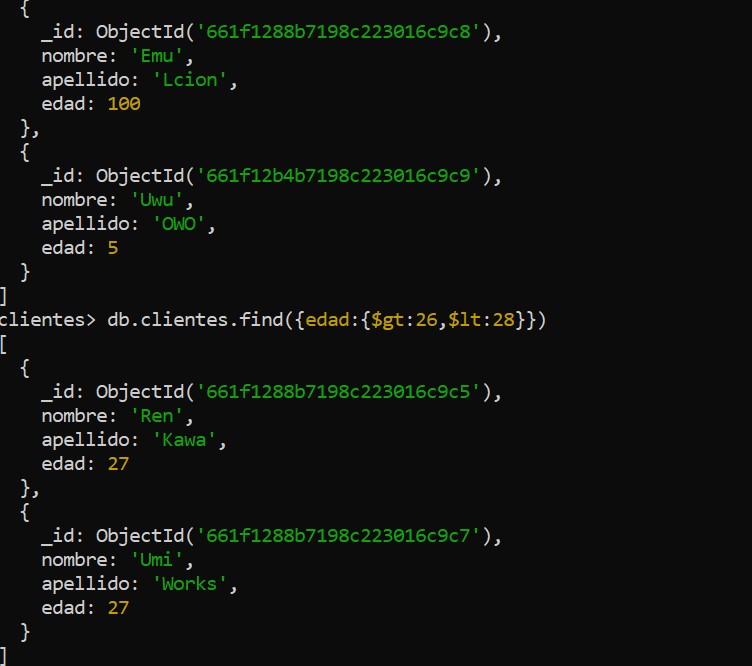 {
_id: ObjectId('661f1288b7198c223016c9c8'),
nombre: 'Emu',
apellido: 'Lcion',
edad: 100
},
{
_id: ObjectId('661f12b4b7198c223016c9c9'),
nombre: 'Uwu',
apellido: 'OWO',
edad: 5
}
]
clientes> db.clientes.find({edad:{$gt:26,$lt:28}})
[
{
_id: ObjectId('661f1288b7198c223016c9c5'),
nombre: 'Ren',
apellido: 'Kawa',
edad: 27
},
{
_id: ObjectId('661f1288b7198c223016c9c7'),
nombre: 'Umi',
apellido: 'Works',
edad: 27
}
]